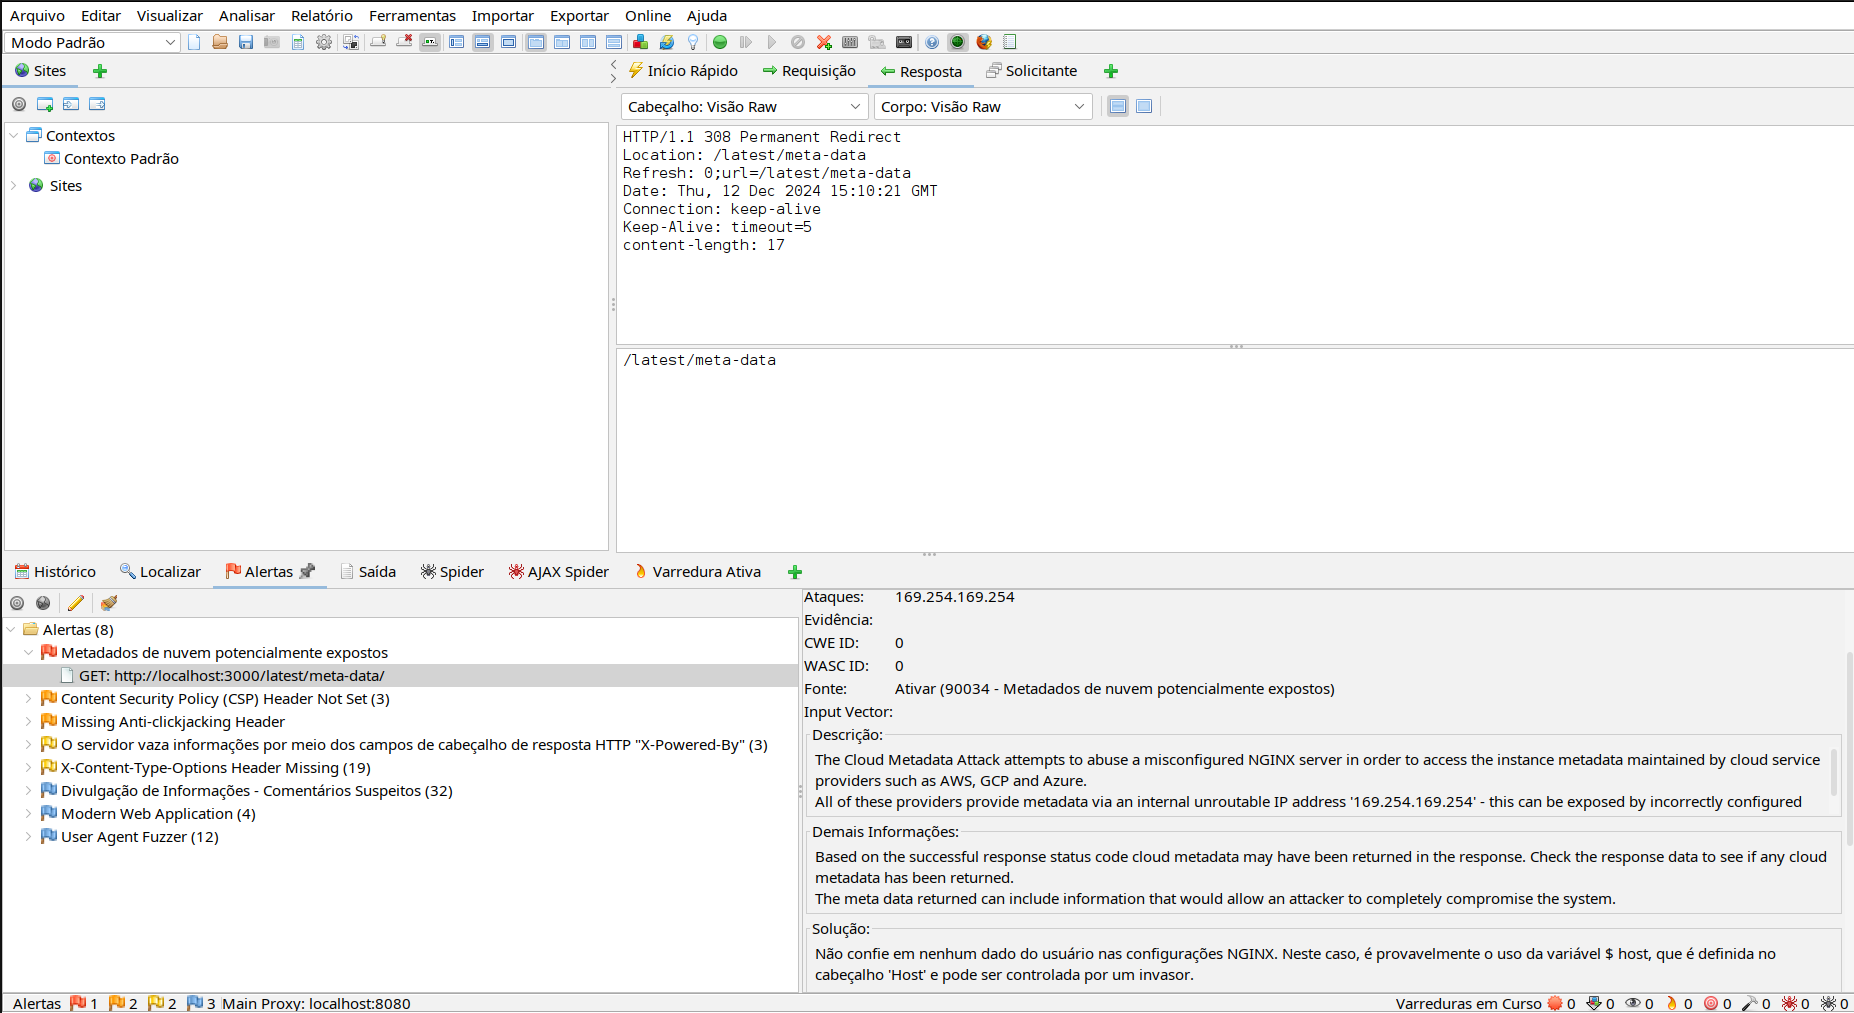 Arquivo Editar Visualizar Analisar Relatório Ferramentas Importar Exportar Online Ajuda
Modo Padrão
Sites
Início Rápido Requisição Resposta Solicitante
Cabeçalho: Visão Raw Corpo: Visão Raw
Contextos
Contexto Padrão
Sites
HTTP/1.1 308 Permanent Redirect
Location: /latest/meta-data
Refresh: 0;url=/latest/meta-data
Date: Thu, 12 Dec 2024 15:10:21 GMT
Connection: keep-alive
Keep-Alive: timeout=5
content-length: 17
/latest/meta-data
Histórico Localizar Alertas Saída Spider AJAX Spider Varredura Ativa
Alertas (8)
Metadados de nuvem potencialmente expostos
GET: http://localhost:3000/latest/meta-data/
Content Security Policy (CSP) Header Not Set (3)
Missing Anti-clickjacking Header
O servidor vaza informações por meio dos campos de cabeçalho de resposta HTTP "X-Powered-By" (3)
X-Content-Type-Options Header Missing (19)
Divulgação de Informações - Comentários Suspeitos (32)
Modern Web Application (4)
User Agent Fuzzer (12)
Ataques: 169.254.169.254
Evidência:
CWE ID: 0
WASC ID: 0
Fonte: Ativar (90034 - Metadados de nuvem potencialmente expostos)
Input Vector:
Descrição:
The Cloud Metadata Attack attempts to abuse a misconfigured NGINX server in order to access the instance metadata maintained by cloud service
providers such as AWS, GCP and Azure.
All of these providers provide metadata via an internal unroutable IP address '169.254.169.254' - this can be exposed by incorrectly configured
Demais Informações:
Based on the successful response status code cloud metadata may have been returned in the response. Check the response data to see if any cloud
metadata has been returned.
The meta data returned can include information that would allow an attacker to completely compromise the system.
Solução:
Não confie em nenhum dado do usuário nas configurações NGINX. Neste caso, é provavelmente o uso da variável $ host, que é definida no
cabeçalho 'Host' e pode ser controlada por um invasor.
Alertas 1 2 2 3 Main Proxy: localhost:8080
Varreduras em Curso 0 0 0 0 0 0 0 0